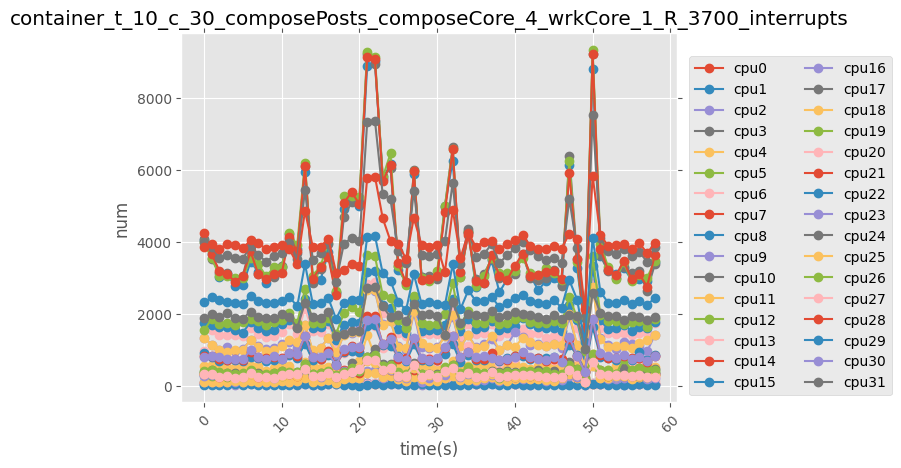 container_t_10_c_30_composePosts_composeCore_4_wrkCore_1_R_3700_interrupts
num
8000
6000
4000
2000
0
0
10
20
30
40
50
60
time(s)
cpu0
cpu1
cpu2
cpu3
cpu4
cpu5
cpu6
cpu7
cpu8
cpu9
cpu10
cpu11
cpu12
cpu13
cpu14
cpu15
cpu16
cpu17
cpu18
cpu19
cpu20
cpu21
cpu22
cpu23
cpu24
cpu25
cpu26
cpu27
cpu28
cpu29
cpu30
cpu31